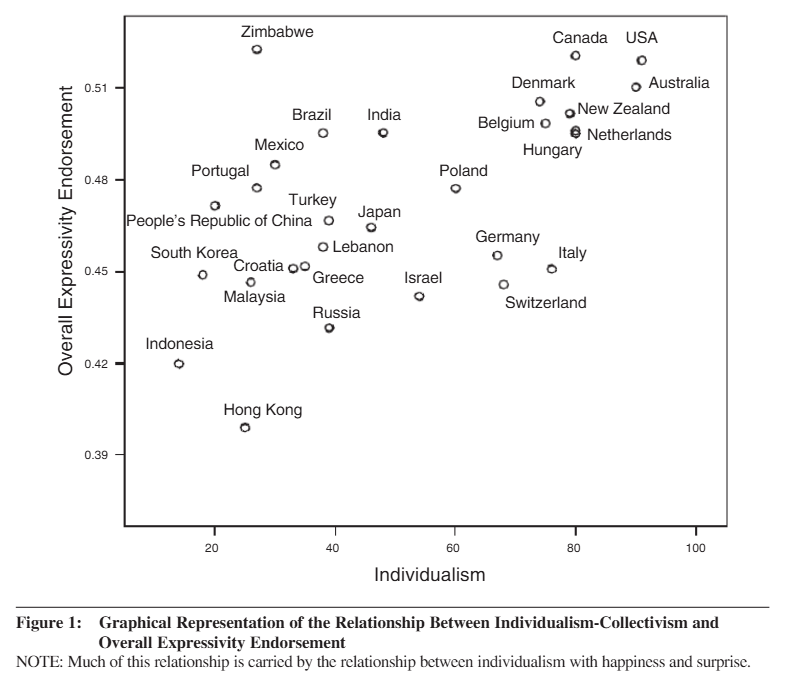 Zimbabwe
Canada USA
0.51
Denmark
Australia
Brazil India
Belgium
New Zealand
Netherlands
Hungary
Mexico
Portugal
0.48
Poland
Turkey
People's Republic of China
Japan
South Korea
Lebanon
Germany
Italy
Croatia
0.45
Greece
Israel
Malaysia
Switzerland
Russia
Indonesia
0.42
Hong Kong
0.39
Overall Expressivity Endorsement
20 40 60 80 100
Individualism
Figure 1: Graphical Representation of the Relationship Between Individualism-Collectivism and
Overall Expressivity Endorsement
NOTE: Much of this relationship is carried by the relationship between individualism with happiness and surprise.